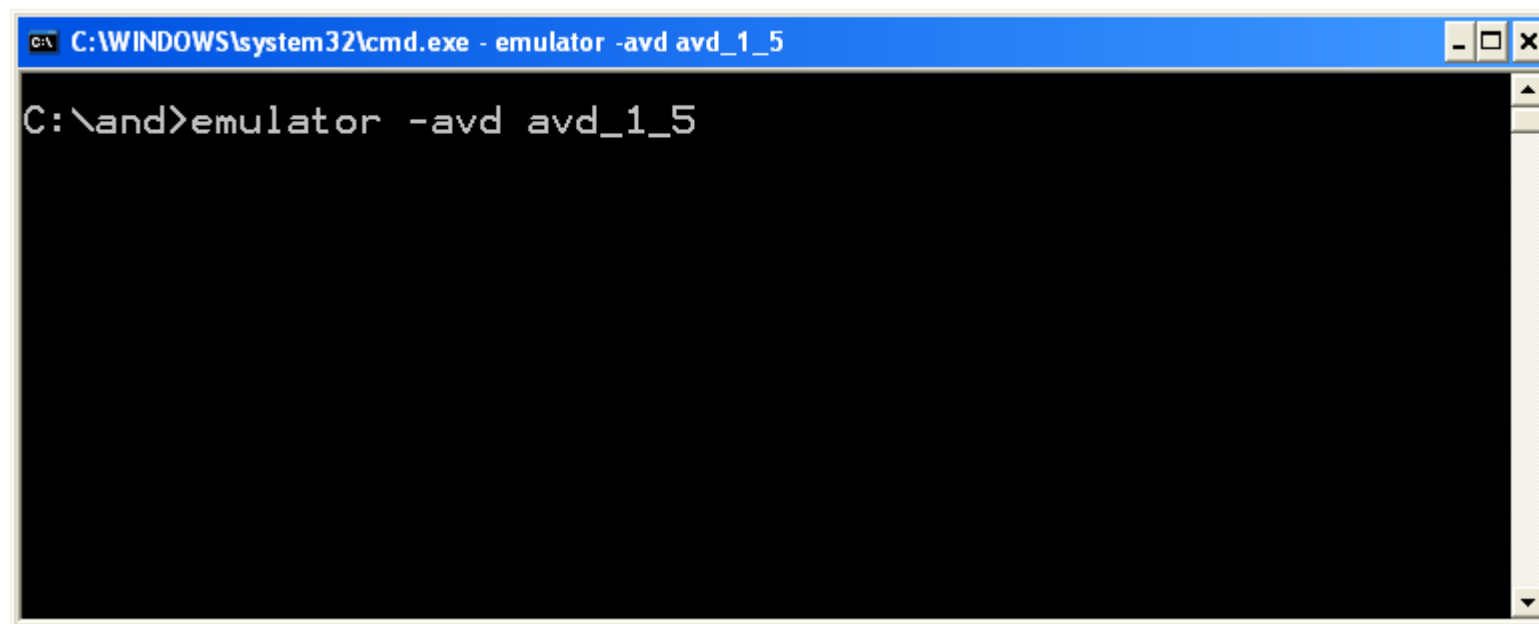 C:\WINDOWS\system32\cmd.exe - emulator -avd avd_1_5
C:\and>emulator -avd avd_1_5